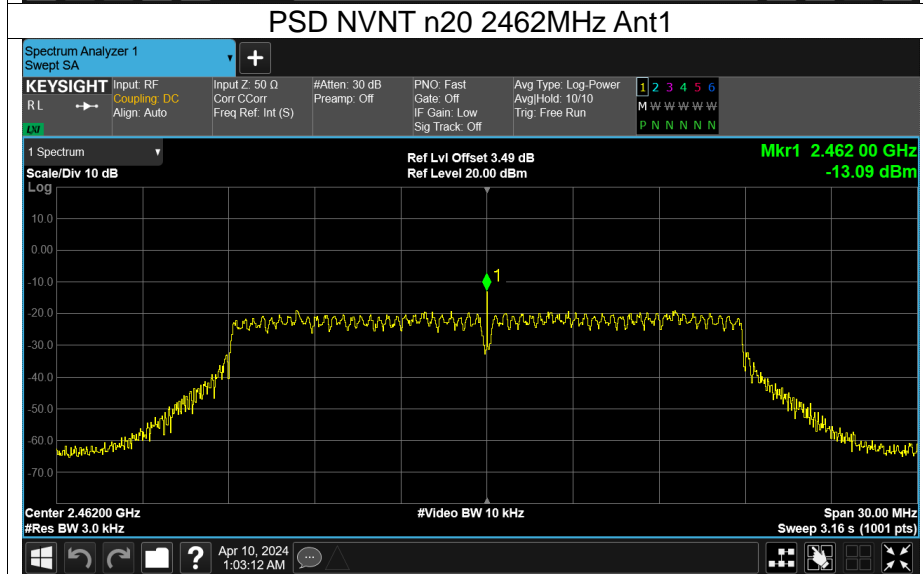 PSD NVNT n20 2462MHz Ant1
Spectrum Analyzer 1
Swept SA
+
KEYSIGHT
R L
LXI
Input: RF
Coupling: DC
Align: Auto
Input Z: 50 Ω
Corr CCorr
Freq Ref: Int (S)
#Atten: 30 dB
Preamp: Off
PNO: Fast
Gate: Off
IF Gain: Low
Sig Track: Off
Avg Type: Log-Power
Avg|Hold: 10/10
Trig: Free Run
1 2 3 4 5 6
M W W W W W
P N N N N N
1 Spectrum
Scale/Div 10 dB
Log
Ref Lvl Offset 3.49 dB
Ref Level 20.00 dBm
Mkr1 2.462 00 GHz
-13.09 dBm
10.0
0.00
-10.0
-20.0
-30.0
-40.0
-50.0
-60.0
-70.0
1
Center 2.46200 GHz
#Res BW 3.0 kHz
#Video BW 10 kHz
Span 30.00 MHz
Sweep 3.16 s (1001 pts)
?
Apr 10, 2024
1:03:12 AM